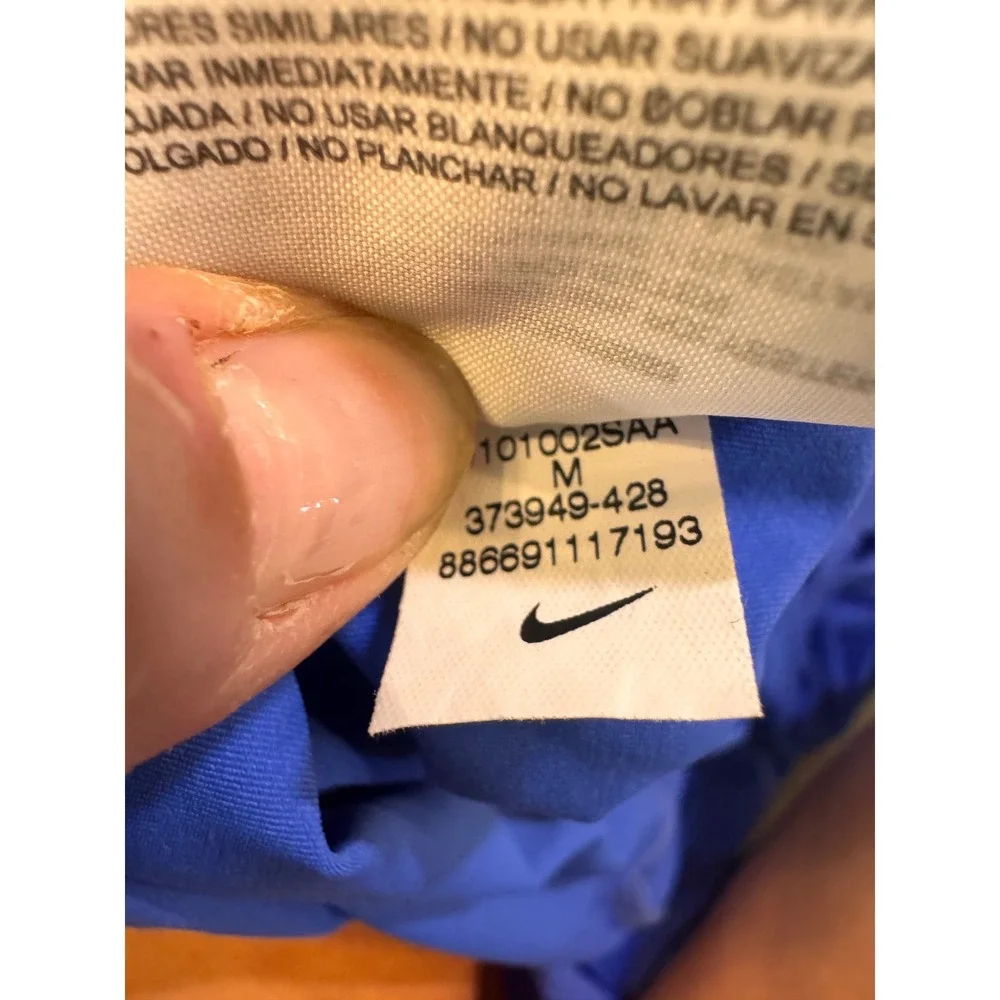 ORES SIMILARES / NO USAR SUAVIZA
RAR INMEDIATAMENTE / NO DOBLAR P
OJADA / NO USAR BLANQUEADORES / SE
OLGADO / NO PLANCHAR / NO LAVAR EN S
101002SAA
M
373949-428
886691117193